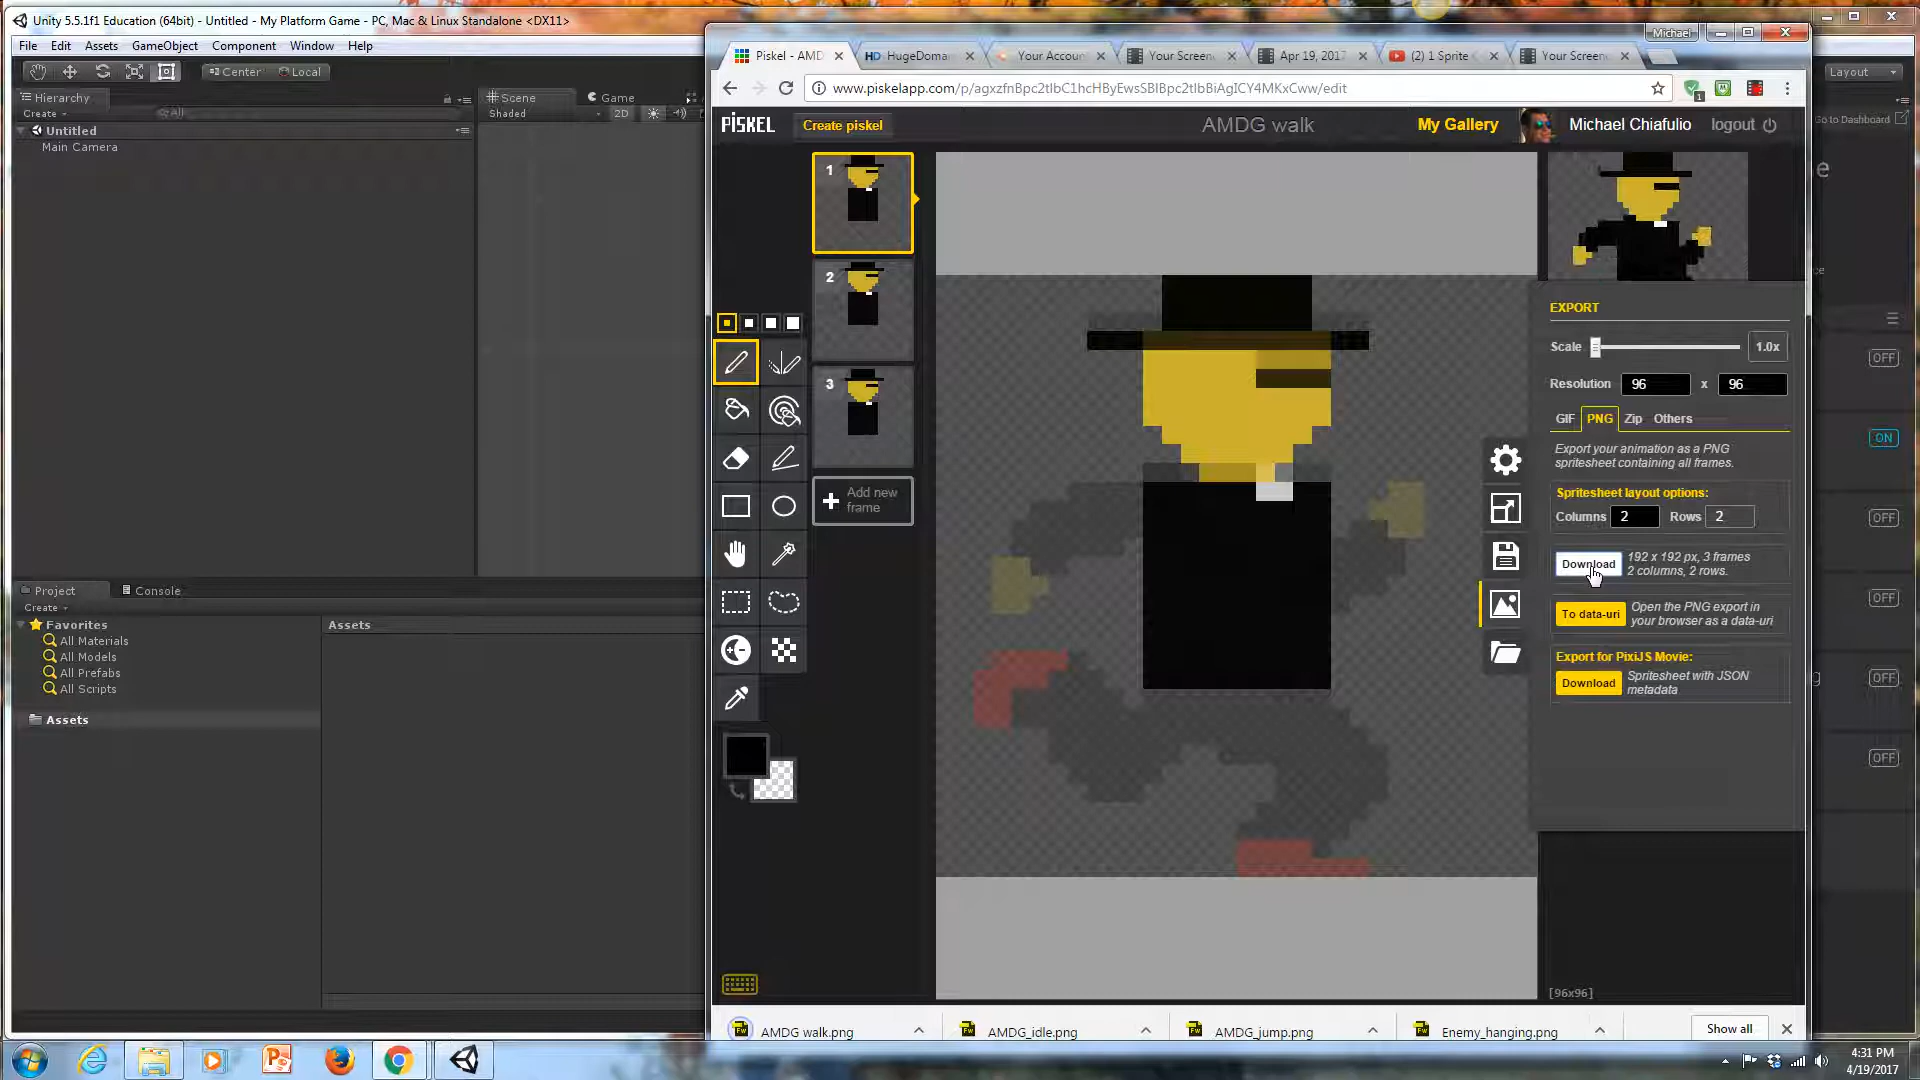 Unity 5.5.1f1 Education (64bit) - Untitled - My Platform Game - PC, Mac & Linux Standalone <DX11>
File Edit Assets GameObject Component Window Help
Center Local
Hierarchy
Create All
Untitled
Main Camera
Scene Game
Shaded 2D
Project Console
Create
Favorites
All Materials
All Models
All Prefabs
All Scripts
Assets
Assets
Michael
Piskel - AMD HugeDoma Your Accoun Your Screen Apr 19, 2017 (2) 1 Sprite Your Screen
www.piskelapp.com/p/agxzfnBpc2tlbC1hcHByEwsSBlBpc2tlbBiAgICY4MKxCww/edit
PiSKEL Create piskel AMDG walk My Gallery Michael Chiafulio logout
1
2
3
Add new
frame
EXPORT
Scale 1.0x
Resolution 96 x 96
GIF PNG Zip Others
Export your animation as a PNG
spritesheet containing all frames.
Spritesheet layout options:
Columns 2 Rows 2
Download 192 x 192 px, 3 frames
2 columns, 2 rows.
To data-uri Open the PNG export in
your browser as a data-uri
Export for PixiJS Movie:
Download Spritesheet with JSON
metadata
[96x96]
AMDG walk.png AMDG_idle.png AMDG_jump.png Enemy_hanging.png Show all
Layout
Go to Dashboard
OFF
ON
OFF
OFF
OFF
OFF
4:31 PM
4/19/2017